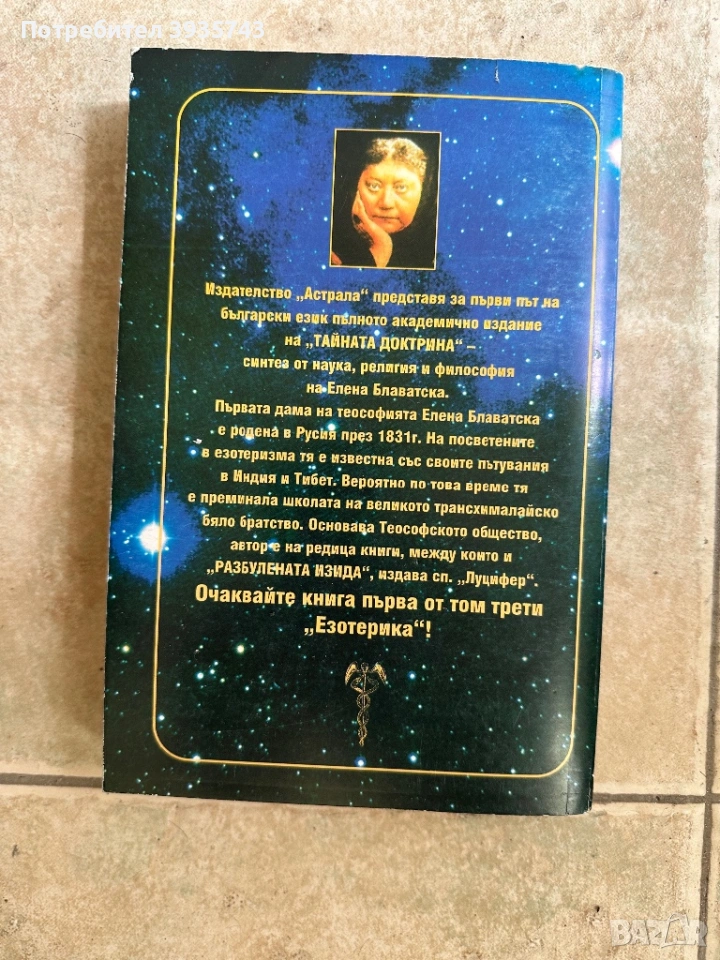 Потребител 3935743
Издателство „Астрала“ представя за първи път на
български език пълното академично издание
на „ТАЙНАТА ДОКТРИНА“ –
синтез от наука, религия и философия
на Елена Блаватска.
Първата дама на теософията Елена Блаватска
е родена в Русия през 1831г. На посветените
в езотеризма тя е известна със своите пътувания
в Индия и Тибет. Вероятно по това време тя
е преминала школата на великото трансхималайско
бяло братство. Основава Теософското общество,
автор е на редица книги, между които и
„РАЗБУЛЕНАТА ИЗИДА“, издава сп. „Луцифер“.
Очаквайте книга първа от том трети
„Езотерика“!
BAZAR